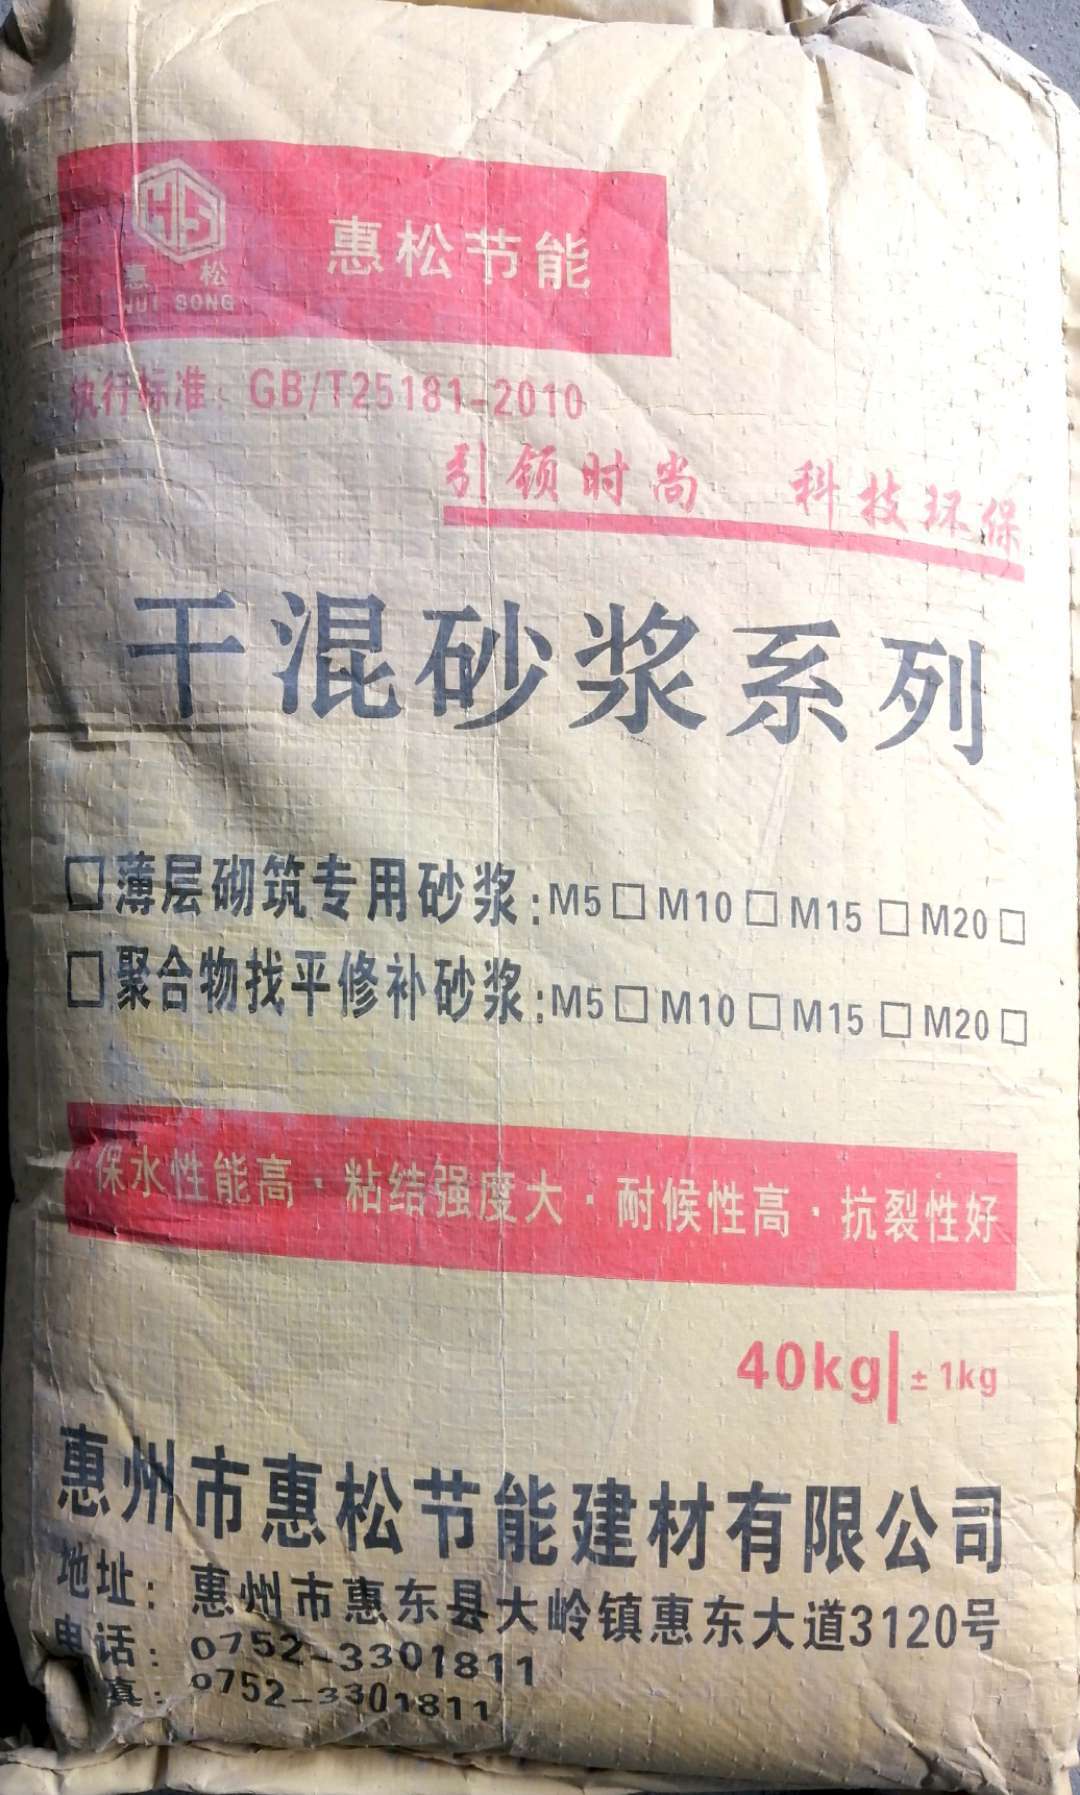 HS
惠松
HUI SONG
惠松节能
执行标准：GB/T25181-2010
引领时尚 科技环保
干混砂浆系列
□薄层砌筑专用砂浆：M5□ M10□ M15□ M20□
□聚合物找平修补砂浆：M5□ M10□ M15□ M20□
保水性能高·粘结强度大·耐候性高·抗裂性好
40kg|±1kg
惠州市惠松节能建材有限公司
地址：惠州市惠东县大岭镇惠东大道3120号
电话：0752-3301811
真：0752-3301811